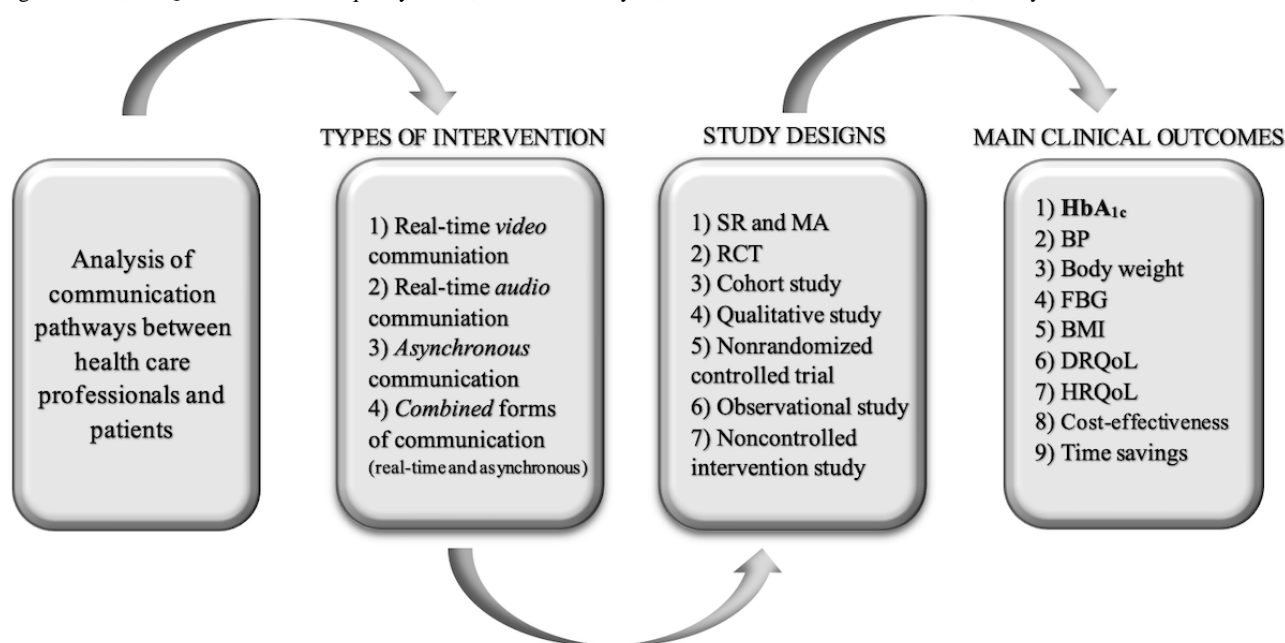 TYPES OF INTERVENTION
STUDY DESIGNS
MAIN CLINICAL OUTCOMES
Analysis of
communication
pathways between
health care
professionals and
patients
1) Real-time video
communiation
2) Real-time audio
communiation
3) Asynchronous
communication
4) Combined forms
of communication
(real-time and asynchronous)
1) SR and MA
2) RCT
3) Cohort study
4) Qualitative study
5) Nonrandomized
controlled trial
6) Observational study
7) Noncontrolled
intervention study
1) HbA1c
2) BP
3) Body weight
4) FBG
5) BMI
6) DRQoL
7) HRQoL
8) Cost-effectiveness
9) Time savings